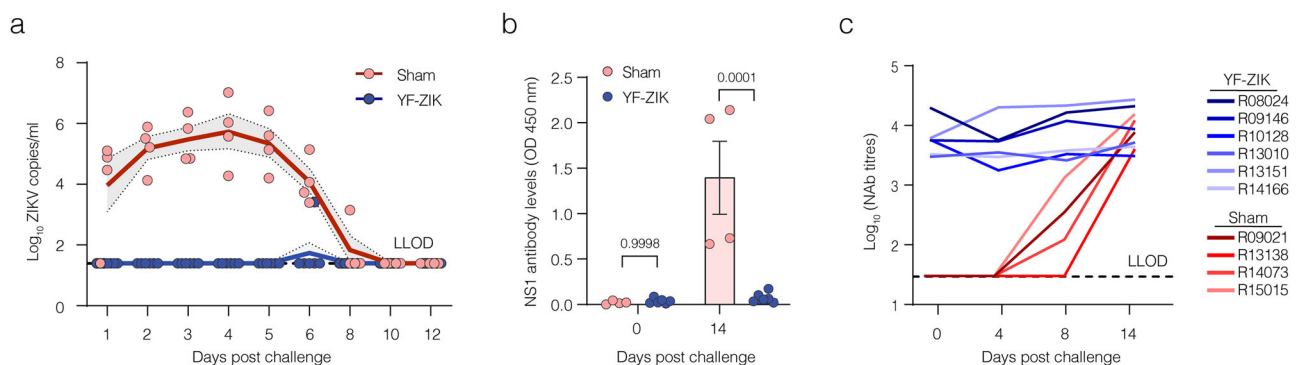 a
Log10 ZIKV copies/ml
8
6
4
2
0
Sham
YF-ZIK
LLOD
1 2 3 4 5 6 8 10 12
Days post challenge
b
NS1 antibody levels (OD 450 nm)
Sham
YF-ZIK
2.5
2.0
1.5
1.0
0.5
0.0
0.9998
0.0001
0 14
Days post challenge
c
Log10 (NAb titres)
5
4
3
2
1
LLOD
0 4 8 14
Days post challenge
YF-ZIK
R08024
R09146
R10128
R13010
R13151
R14166
Sham
R09021
R13138
R14073
R15015